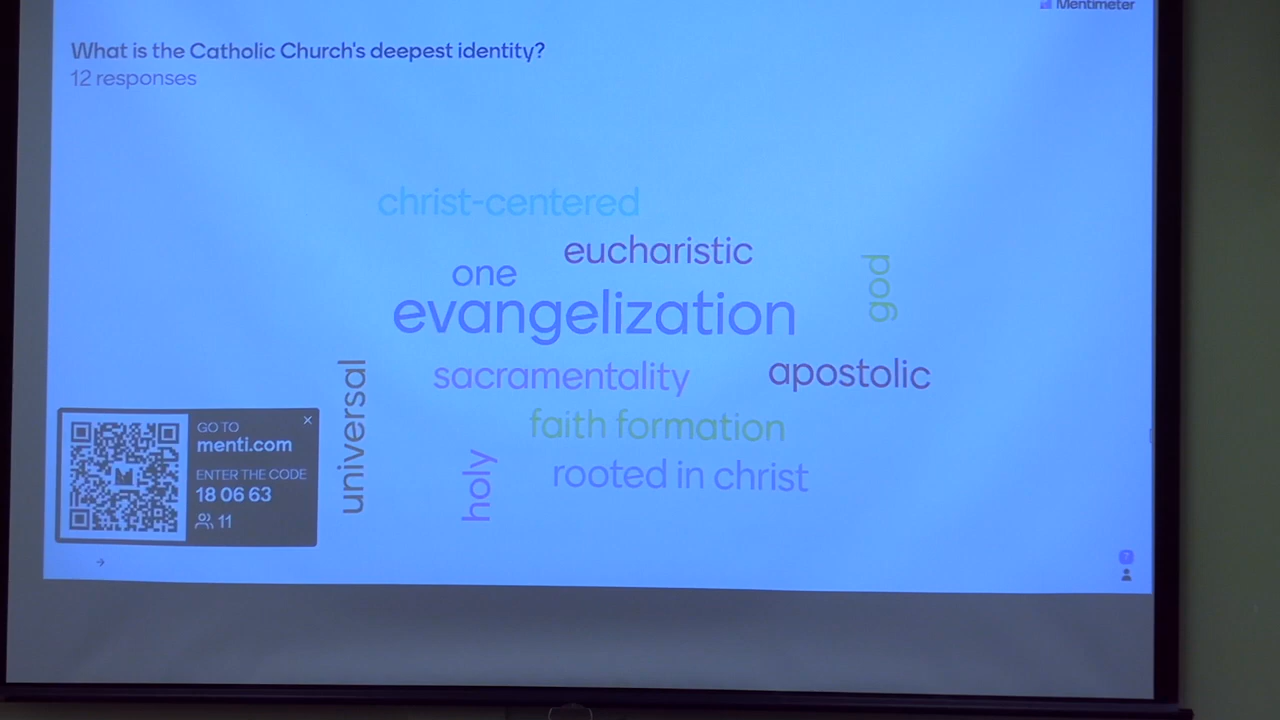 Mentimeter
What is the Catholic Church's deepest identity?
12 responses
christ-centered
eucharistic
one
god
evangelization
sacramentality
apostolic
universal
faith formation
holy
rooted in christ
GO TO
menti.com
ENTER THE CODE
18 06 63
11